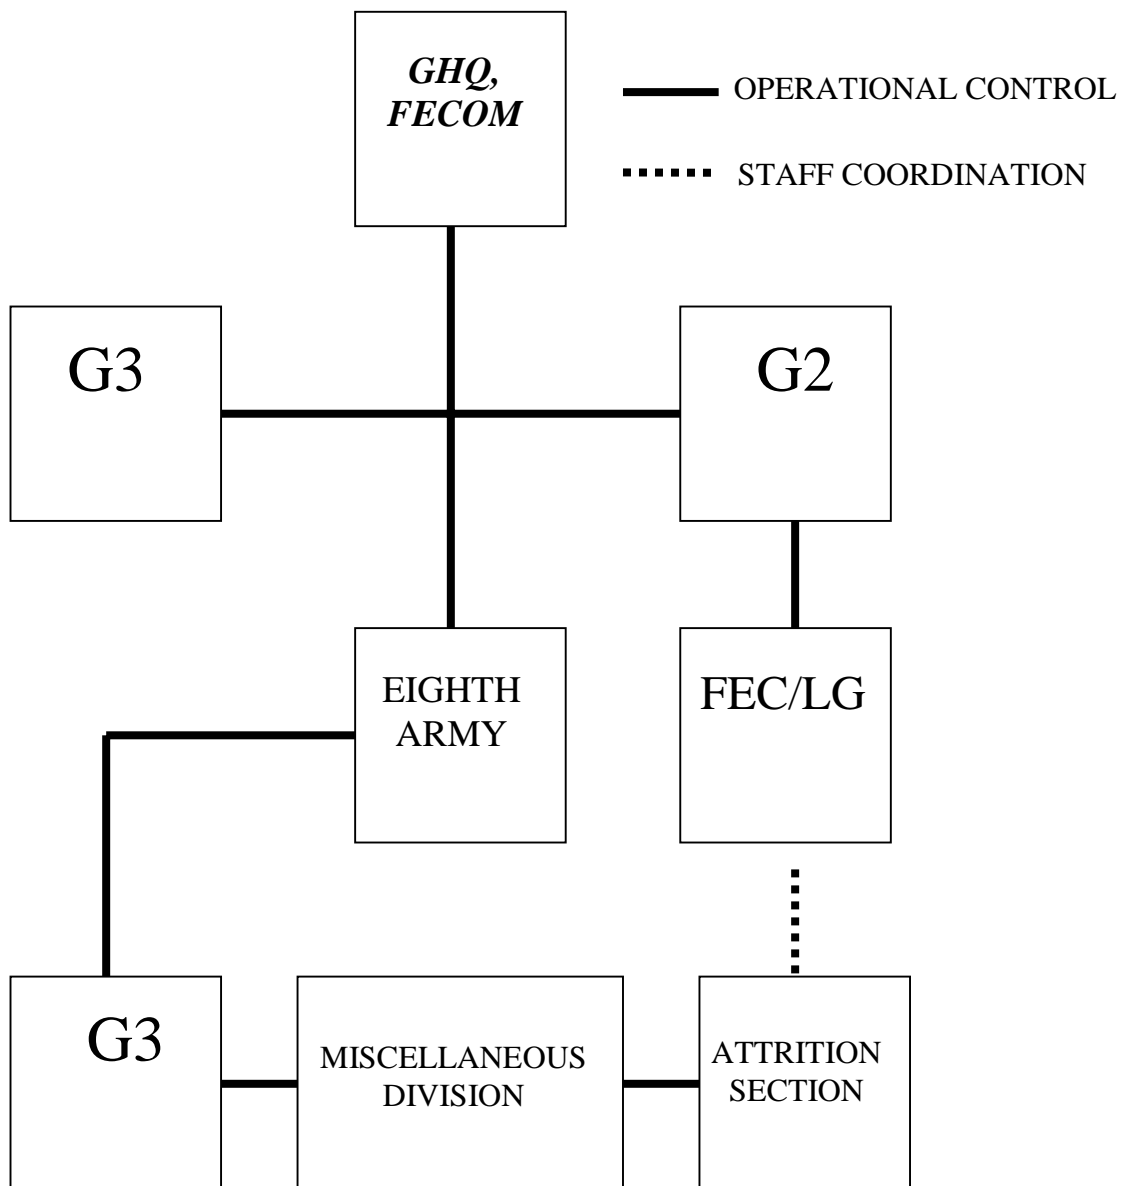 GHQ,
FECOM
OPERATIONAL CONTROL
STAFF COORDINATION
G3
G2
EIGHTH
ARMY
FEC/LG
G3
MISCELLANEOUS
DIVISION
ATTRITION
SECTION